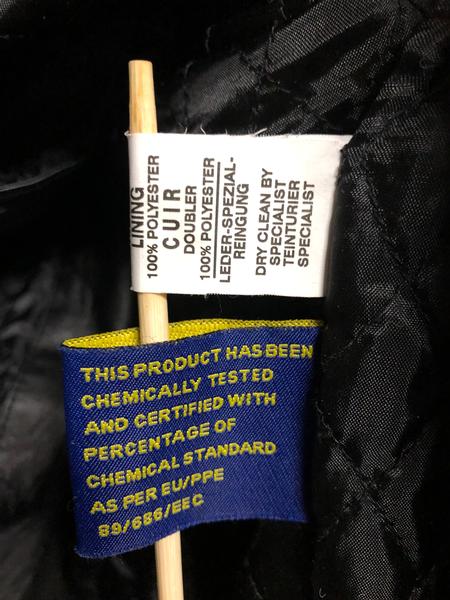 LINING
100% POLYESTER
CUIR
DOUBLER
100% POLYESTER
LEDER-SPEZIAL-
REINGUNG
DRY CLEAN BY
SPECIALIST
TEINTURIER
SPECIALIST
THIS PRODUCT HAS BEEN
CHEMICALLY TESTED
AND CERTIFIED WITH
PERCENTAGE OF
CHEMICAL STANDARD
AS PER EU/PPE
89/686/EEC